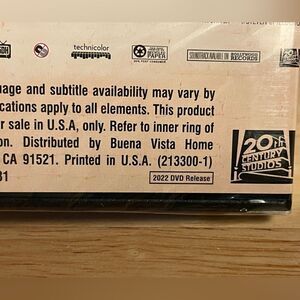 technicolor
SOUNDTRACK AVAILABLE ON
HOLLYWOOD RECORDS
uage and subtitle availability may vary by
cations apply to all elements. This product
r sale in U.S.A, only. Refer to inner ring of
on. Distributed by Buena Vista Home
CA 91521. Printed in U.S.A. (213300-1)
31
2022 DVD Release
20TH
CENTURY
STUDIOS